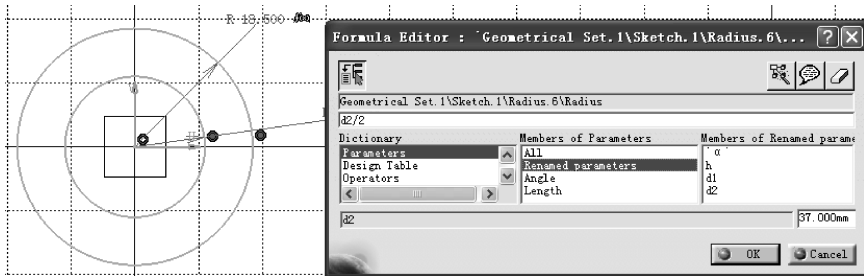 R 18.500 f(x)
Formula Editor : `Geometrical Set.1\Sketch.1\Radius.6\...
Geometrical Set.1\Sketch.1\Radius.6\Radius
d2/2
Dictionary
Members of Parameters
Members of Renamed parame
Parameters
Design Table
Operators
All
Renamed parameters
Angle
Length
`α`
h
d1
d2
d2
37.000mm
OK
Cancel